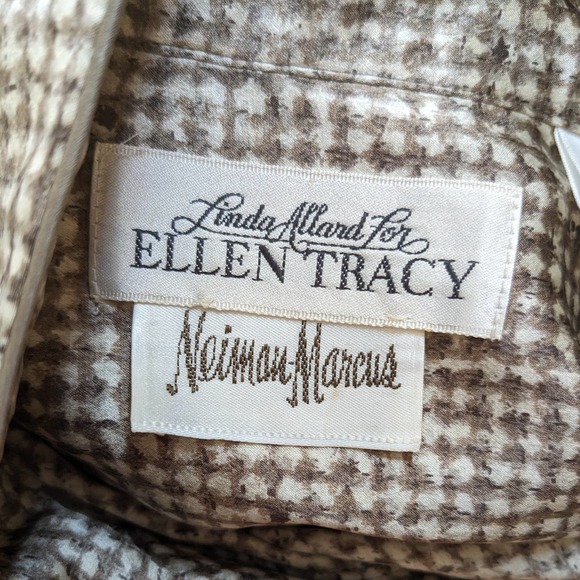 Linda Allard For
ELLEN TRACY
Neiman-Marcus